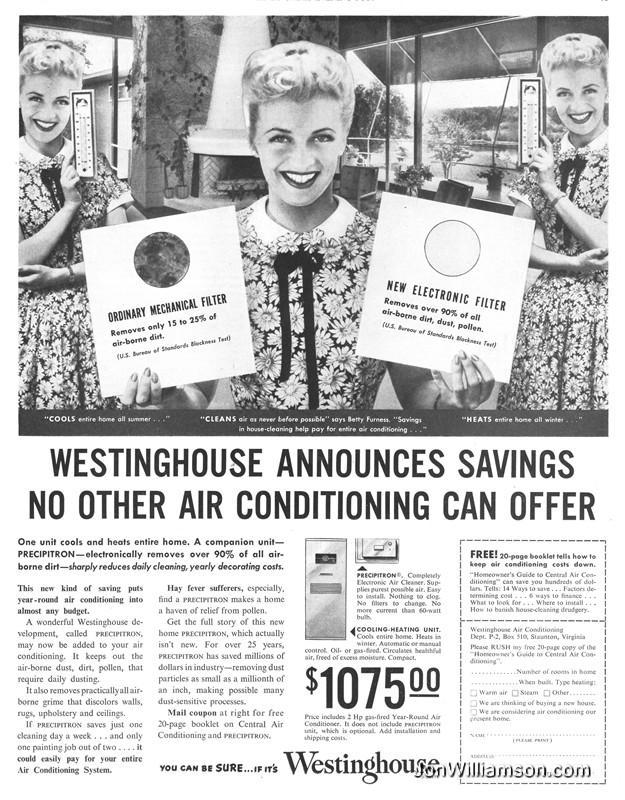 ORDINARY MECHANICAL FILTER
Removes only 15 to 25% of
air-borne dirt.
(U.S. Bureau of Standards Blackness Test)
NEW ELECTRONIC FILTER
Removes over 90% of all
air-borne dirt, dust, pollen.
(U.S. Bureau of Standards Blackness Test)
"COOLS entire home all summer . . ."
"CLEANS air as never before possible" says Betty Furness. "Savings
in house-cleaning help pay for entire air conditioning . . ."
"HEATS entire home all winter . . ."
WESTINGHOUSE ANNOUNCES SAVINGS
NO OTHER AIR CONDITIONING CAN OFFER
One unit cools and heats entire home. A companion unit—
PRECIPITRON—electronically removes over 90% of all air-
borne dirt—sharply reduces daily cleaning, yearly decorating costs.
This new kind of saving puts
year-round air conditioning into
almost any budget.
A wonderful Westinghouse de-
velopment, called PRECIPITRON,
may now be added to your air
conditioning. It keeps out the
air-borne dust, dirt, pollen, that
require daily dusting.
It also removes practically all air-
borne grime that discolors walls,
rugs, upholstery and ceilings.
If PRECIPITRON saves just one
cleaning day a week . . . and only
one painting job out of two . . . . it
could easily pay for your entire
Air Conditioning System.
Hay fever sufferers, especially,
find a PRECIPITRON makes a home
a haven of relief from pollen.
Get the full story of this new
home PRECIPITRON, which actually
isn't new. For over 25 years,
PRECIPITRON has saved millions of
dollars in industry—removing dust
particles as small as a millionth of
an inch, making possible many
dust-sensitive processes.
Mail coupon at right for free
20-page booklet on Central Air
Conditioning and PRECIPITRON.
PRECIPITRON®. Completely
Electronic Air Cleaner. Sup-
plies purest possible air. Easy
to install. Nothing to clog.
No filters to change. No
more current than 60-watt
bulb.
COOLING-HEATING UNIT.
Cools entire home. Heats in
winter. Automatic or manual
control. Oil- or gas-fired. Circulates healthful
air, freed of excess moisture. Compact.
$1075 00
Price includes 2 Hp gas-fired Year-Round Air
Conditioner. It does not include PRECIPITRON
unit, which is optional. Add installation and
shipping costs.
YOU CAN BE SURE...IF IT'S Westinghouse
FREE! 20-page booklet tells how to
keep air conditioning costs down.
"Homeowner's Guide to Central Air Con-
ditioning" can save you hundreds of dol-
lars. Tells: 14 Ways to save . . . Factors de-
termining cost . . . 6 ways to finance . . .
What to look for . . . Where to install . . .
How to banish house-cleaning drudgery.
Westinghouse Air Conditioning
Dept. P-2, Box 510, Staunton, Virginia
Please RUSH my free 20-page copy of the
"Homeowner's Guide to Central Air Con-
ditioning".
Number of rooms in home
When built. Type heating:
Warm air Steam Other
We are thinking of buying a new house.
We are considering air conditioning our
present home.
NAME
(PLEASE PRINT)
ADDRESS
JonWilliamson.com